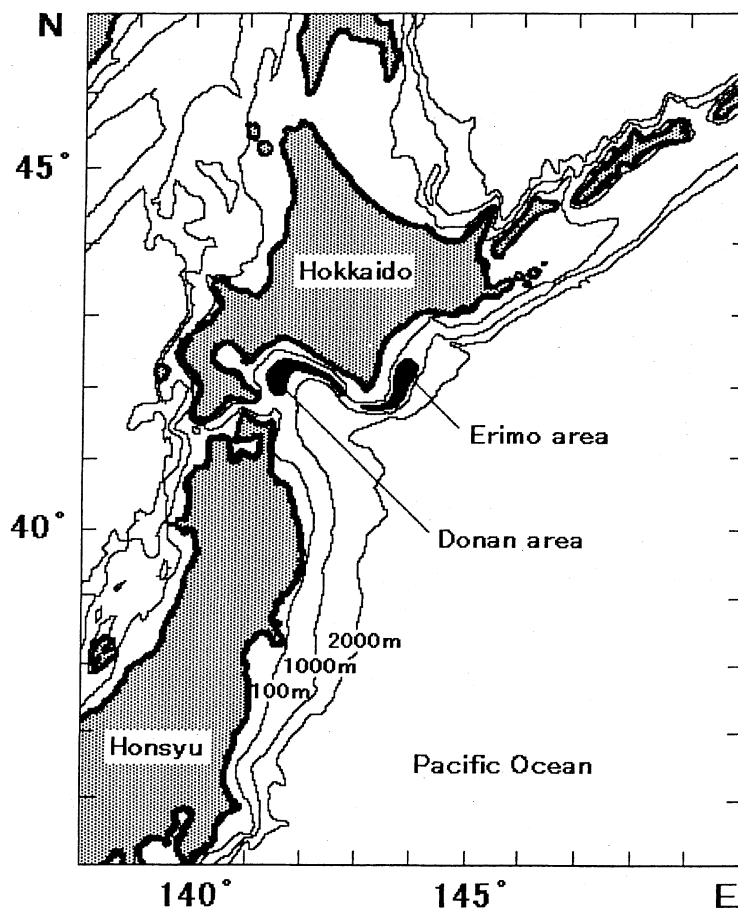 N
45°
Hokkaido
Erimo area
40°
Donan area
2000m
1000m
100m
Honsyu
Pacific Ocean
140°
145°
E